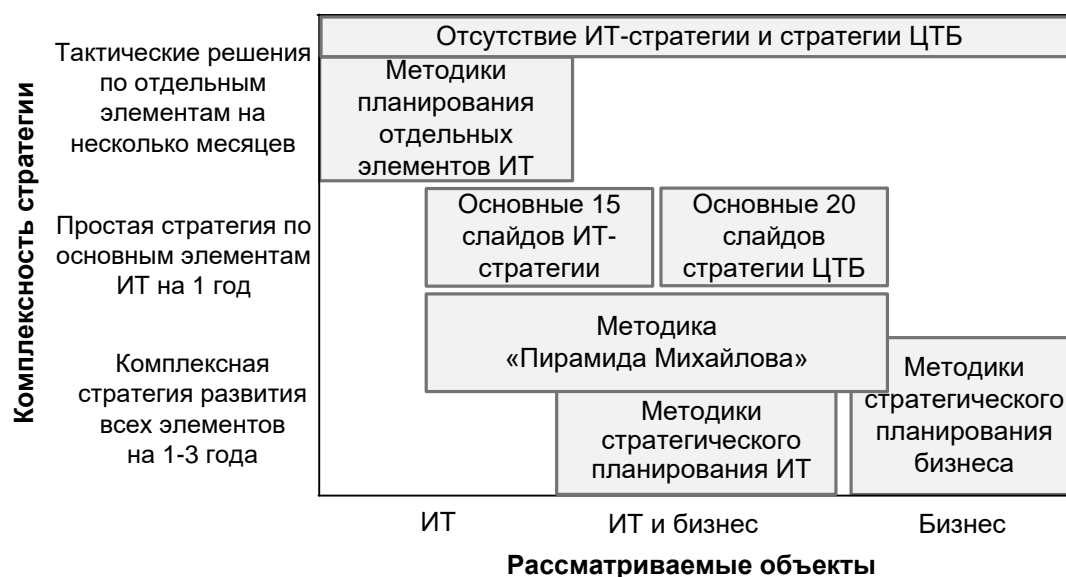 Комплексность стратегии
Тактические решения
по отдельным
элементам на
несколько месяцев
Простая стратегия по
основным элементам
ИТ на 1 год
Комплексная
стратегия развития
всех элементов
на 1-3 года
Отсутствие ИТ-стратегии и стратегии ЦТБ
Методики
планирования
отдельных
элементов ИТ
Основные 15
слайдов ИТ-
стратегии
Основные 20
слайдов
стратегии ЦТБ
Методика
«Пирамида Михайлова»
Методики
стратегического
планирования ИТ
Методики
стратегического
планирования
бизнеса
ИТ
ИТ и бизнес
Бизнес
Рассматриваемые объекты